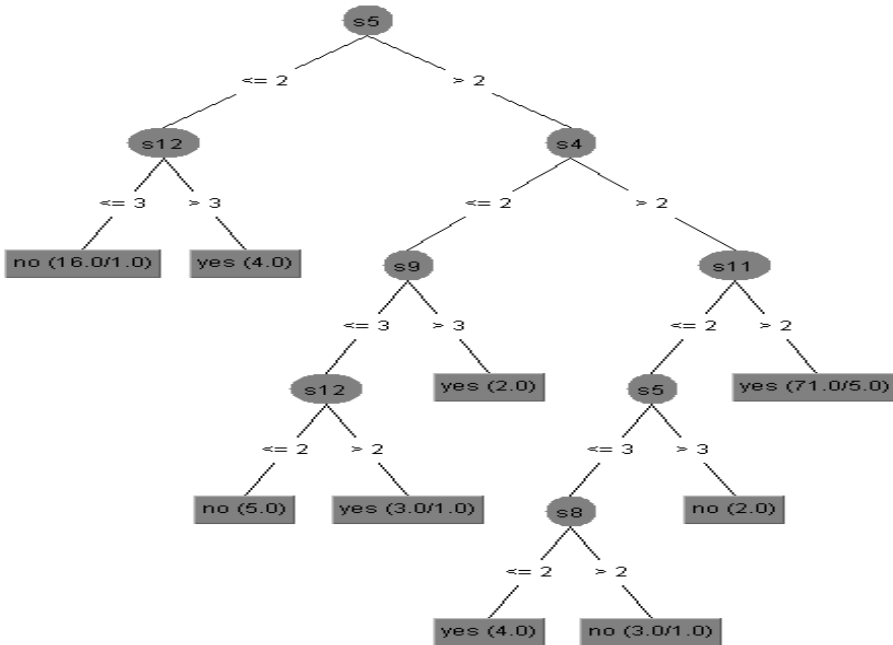 s5
<= 2 > 2
s12 s4
<= 3 > 3 <= 2 > 2
no (16.0/1.0) yes (4.0) s9 s11
<= 3 > 3 <= 2 > 2
s12 yes (2.0) s5 yes (71.0/5.0)
<= 2 > 2 <= 3 > 3
no (5.0) yes (3.0/1.0) s8 no (2.0)
<= 2 > 2
yes (4.0) no (3.0/1.0)